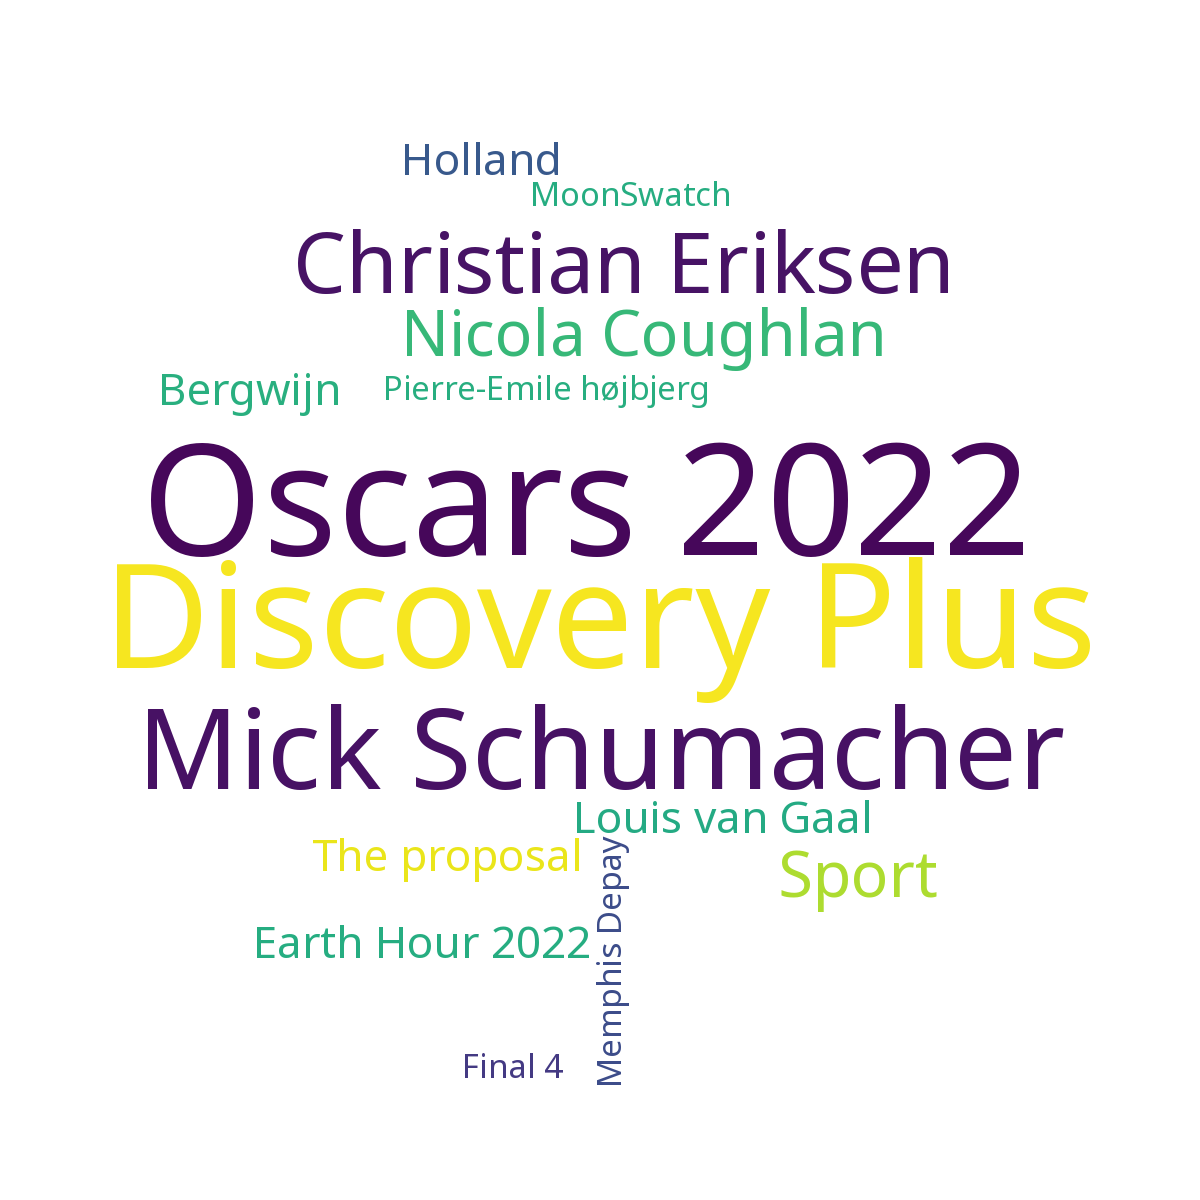 Holland
MoonSwatch
Christian Eriksen
Nicola Coughlan
Bergwijn
Pierre-Emile højbjerg
Oscars 2022
Discovery Plus
Mick Schumacher
Louis van Gaal
The proposal
Sport
Memphis Depay
Earth Hour 2022
Final 4